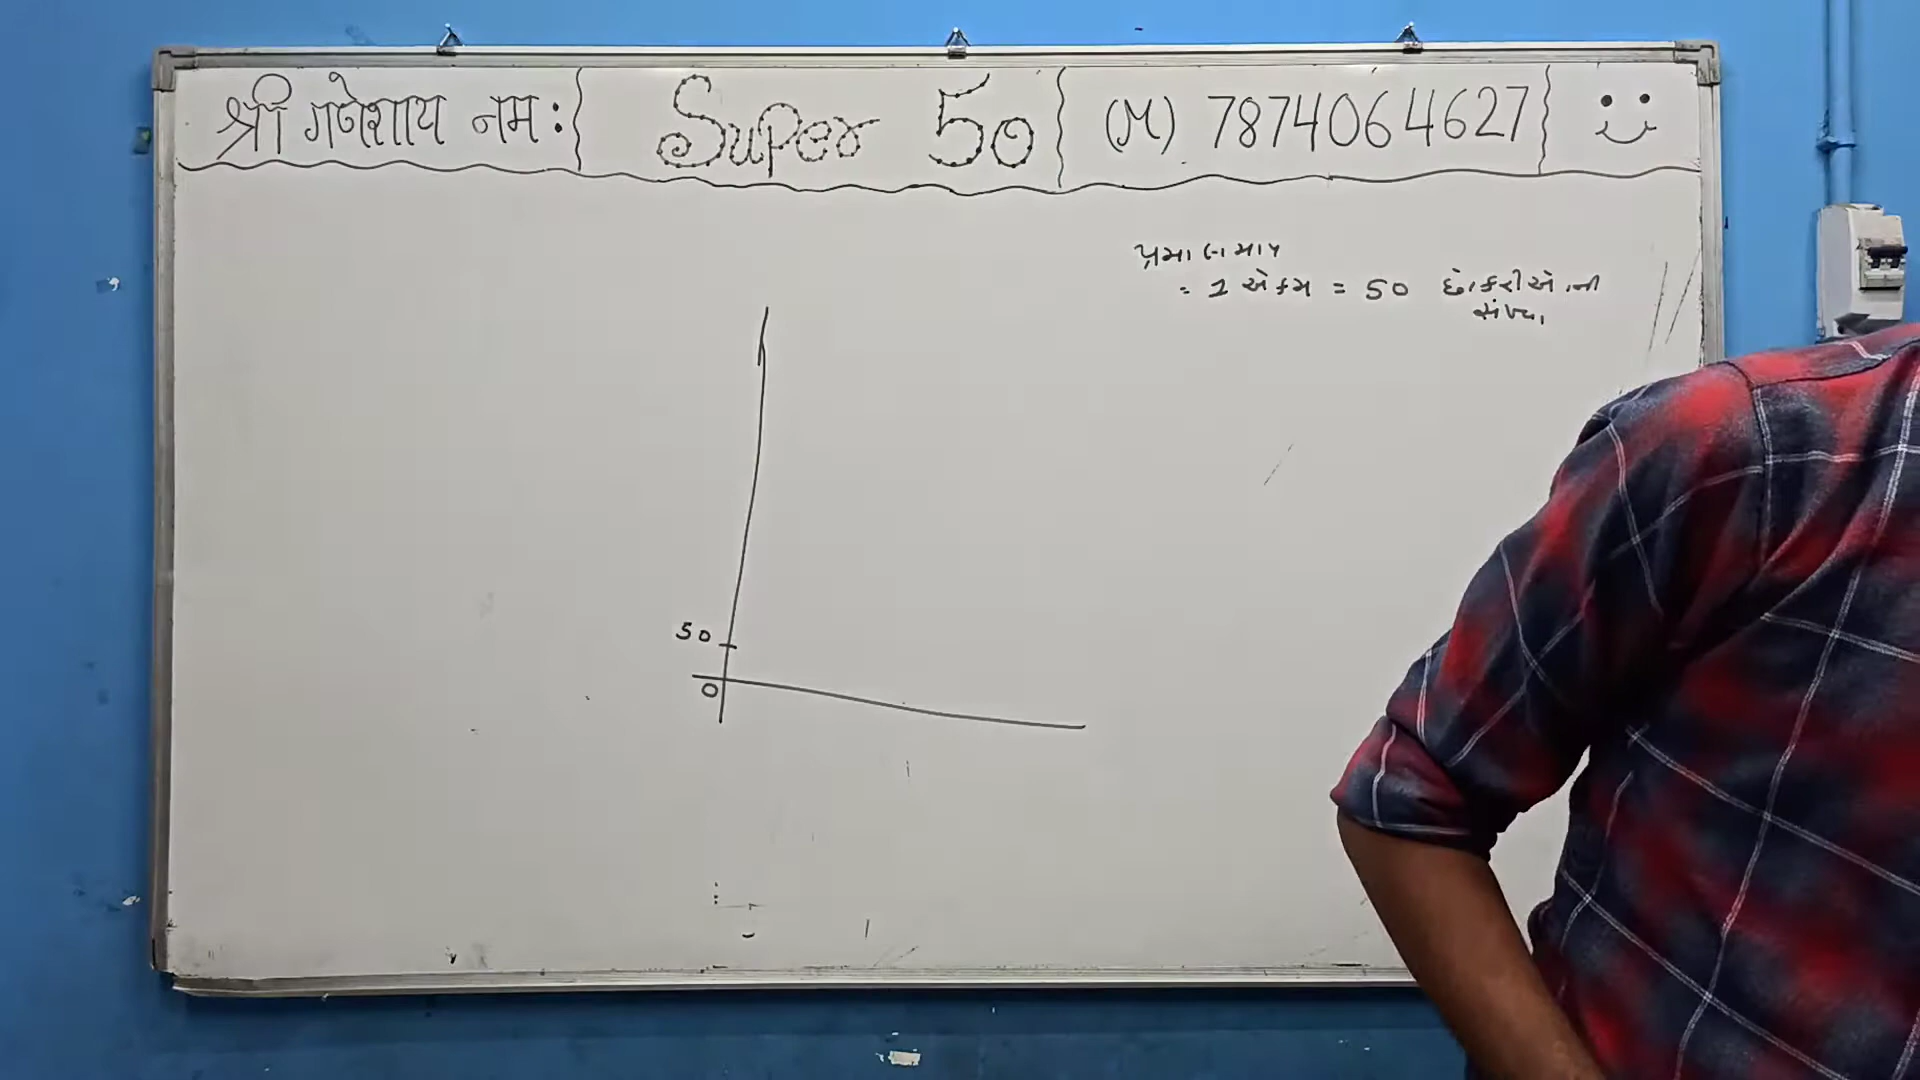 श्री गणेशाय नमः Super 50 (M) 7874064627
પ્રમાણમાપ
= 1 એકમ = 50 છોકરીઓની
સંખ્યા
50
0